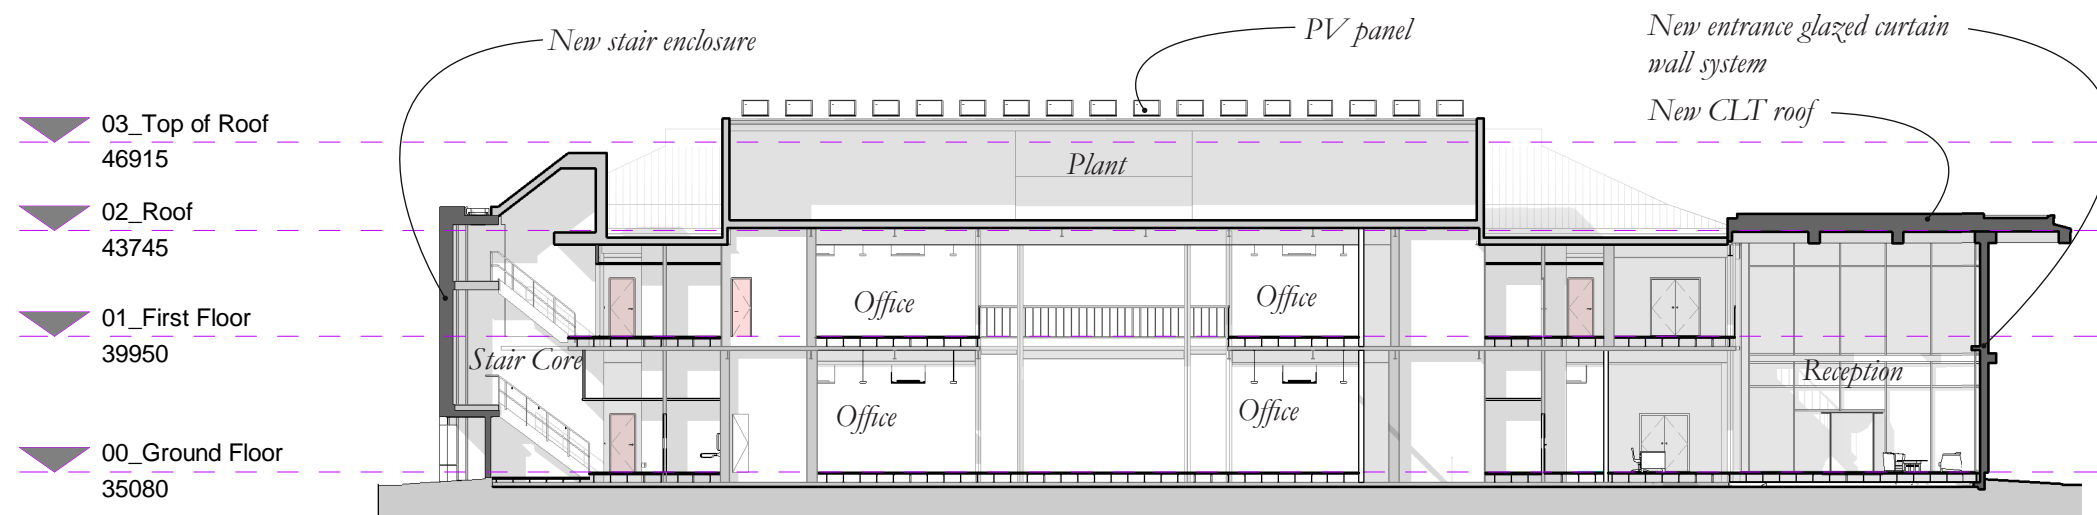 New stair enclosure
PV panel
New entrance glazed curtain
wall system
New CLT roof
03_Top of Roof
46915
Plant
02_Roof
43745
Office
Office
01_First Floor
39950
Stair Core
Reception
Office
Office
00_Ground Floor
35080